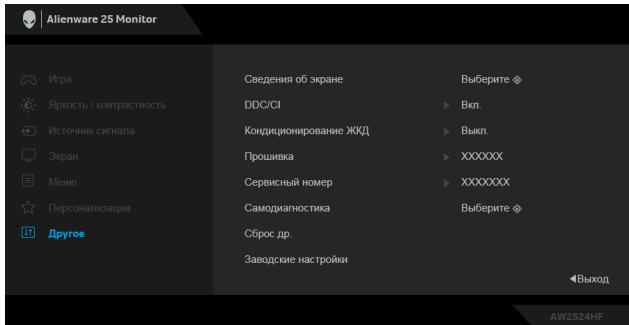 Alienware 25 Monitor
Игра
Яркость / контрастность
Источник сигнала
Экран
Меню
Персонализация
Другое
Сведения об экране Выберите
DDC/CI Вкл.
Кондиционирование ЖКД Выкл.
Прошивка XXXXXX
Сервисный номер XXXXXXX
Самодиагностика Выберите
Сброс др.
Заводские настройки
Выход
AW2524HF